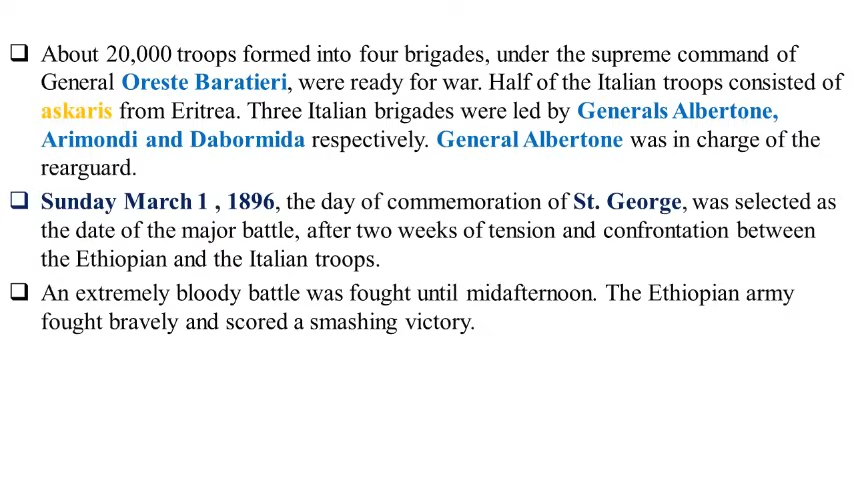 ❑ About 20,000 troops formed into four brigades, under the supreme command of
General Oreste Baratieri, were ready for war. Half of the Italian troops consisted of
askaris from Eritrea. Three Italian brigades were led by Generals Albertone,
Arimondi and Dabormida respectively. General Albertone was in charge of the
rearguard.
❑ Sunday March 1 , 1896, the day of commemoration of St. George, was selected as
the date of the major battle, after two weeks of tension and confrontation between
the Ethiopian and the Italian troops.
❑ An extremely bloody battle was fought until midafternoon. The Ethiopian army
fought bravely and scored a smashing victory.